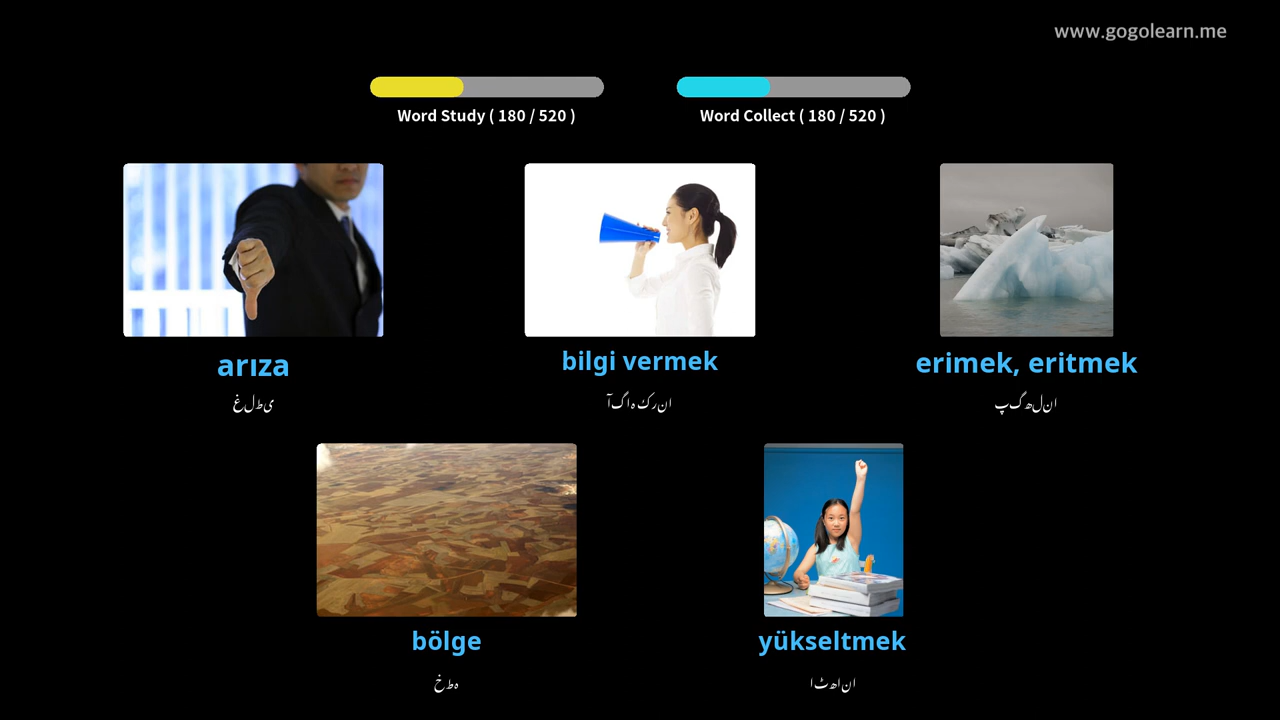 www.gogolearn.me
Word Study ( 180 / 520 )
Word Collect ( 180 / 520 )
arıza
غلطی
bilgi vermek
آگاہ کرنا
erimek, eritmek
پگھلنا
bölge
خطہ
yükseltmek
اٹھانا